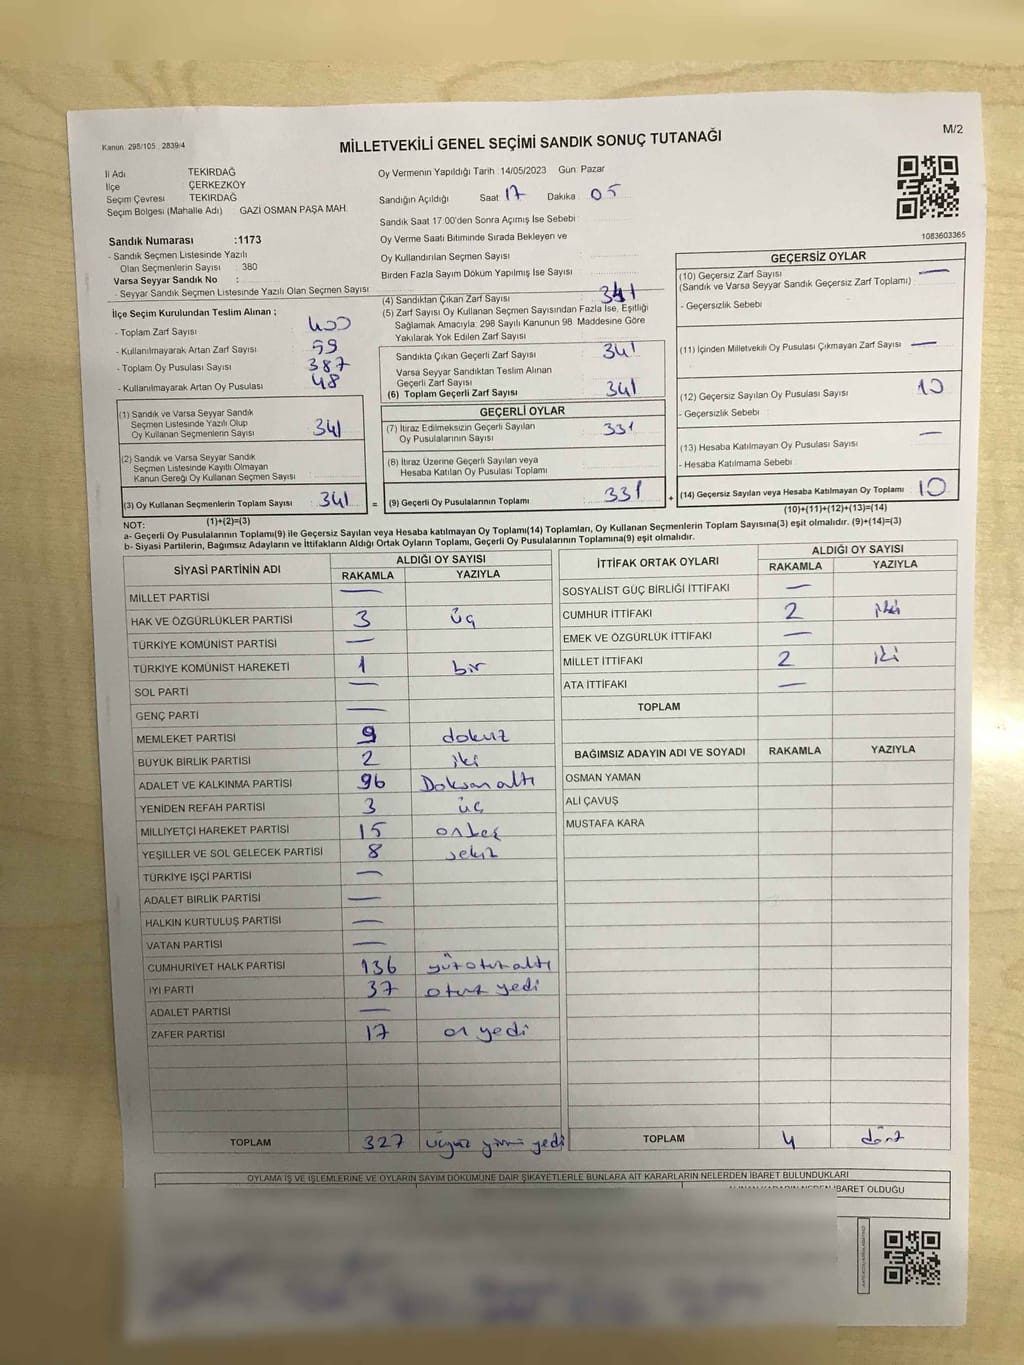 Kanun 298/105 2839/4
MİLLETVEKİLİ GENEL SEÇİMİ SANDIK SONUÇ TUTANAĞI
M/2
İl Adı TEKİRDAĞ
İlçe ÇERKEZKÖY
Seçim Çevresi TEKİRDAĞ
Seçim Bölgesi (Mahalle Adı) : GAZİ OSMAN PAŞA MAH.
Oy Vermenin Yapıldığı Tarih 14/05/2023 Gün: Pazar
Sandığın Açıldığı Saat 17 Dakika 05
Sandık Saat 17:00'den Sonra Açımış İse Sebebi
1083603365
Sandık Numarası :1173
- Sandık Seçmen Listesinde Yazılı
Olan Seçmenlerin Sayısı : 380
Varsa Seyyar Sandık No :
- Seyyar Sandık Seçmen Listesinde Yazılı Olan Seçmen Sayısı
Oy Verme Saati Bitiminde Sırada Bekleyen ve
Oy Kullandırılan Seçmen Sayısı
Birden Fazla Sayım Döküm Yapılmış İse Sayısı
İlçe Seçim Kurulundan Teslim Alınan ;
- Toplam Zarf Sayısı 400
- Kullanılmayarak Artan Zarf Sayısı 59
- Toplam Oy Pusulası Sayısı 387
- Kullanılmayarak Artan Oy Pusulası 48
(1) Sandık ve Varsa Seyyar Sandık
Seçmen Listesinde Yazılı Olup
Oy Kullanan Seçmenlerin Sayısı 341
(2) Sandık ve Varsa Seyyar Sandık
Seçmen Listesinde Kayıtlı Olmayan
Kanun Gereği Oy Kullanan Seçmen Sayısı
(3) Oy Kullanan Seçmenlerin Toplam Sayısı 341 =
(1)+(2)=(3)
(4) Sandıktan Çıkan Zarf Sayısı 341
(5) Zarf Sayısı Oy Kullanan Seçmen Sayısından Fazla İse, Eşitliği
Sağlamak Amacıyla; 298 Sayılı Kanunun 98. Maddesine Göre
Yakılarak Yok Edilen Zarf Sayısı
Sandıkta Çıkan Geçerli Zarf Sayısı 341
Varsa Seyyar Sandıktan Teslim Alınan
Geçerli Zarf Sayısı
(6) Toplam Geçerli Zarf Sayısı 341
GEÇERLİ OYLAR
(7) İtiraz Edilmeksizin Geçerli Sayılan
Oy Pusulalarının Sayısı 331
(8) İtiraz Üzerine Geçerli Sayılan veya
Hesaba Katılan Oy Pusulası Toplamı
(9) Geçerli Oy Pusulalarının Toplamı 331 +
GEÇERSİZ OYLAR
(10) Geçersiz Zarf Sayısı —
(Sandık ve Varsa Seyyar Sandık Geçersiz Zarf Toplamı)
- Geçersizlik Sebebi
(11) İçinden Milletvekili Oy Pusulası Çıkmayan Zarf Sayısı —
(12) Geçersiz Sayılan Oy Pusulası Sayısı 10
- Geçersizlik Sebebi
(13) Hesaba Katılmayan Oy Pusulası Sayısı —
- Hesaba Katılmama Sebebi
(14) Geçersiz Sayılan veya Hesaba Katılmayan Oy Toplamı 10
(10)+(11)+(12)+(13)=(14)
NOT:
a- Geçerli Oy Pusulalarının Toplamı(9) ile Geçersiz Sayılan veya Hesaba katılmayan Oy Toplamı(14) Toplamları, Oy Kullanan Seçmenlerin Toplam Sayısına(3) eşit olmalıdır. (9)+(14)=(3)
b- Siyasi Partilerin, Bağımsız Adayların ve İttifakların Aldığı Ortak Oyların Toplamı, Geçerli Oy Pusulalarının Toplamına(9) eşit olmalıdır.
SİYASİ PARTİNİN ADI ALDIĞI OY SAYISI
RAKAMLA YAZIYLA
MİLLET PARTİSİ —
HAK VE ÖZGÜRLÜKLER PARTİSİ 3 üç
TÜRKİYE KOMÜNİST PARTİSİ —
TÜRKİYE KOMÜNİST HAREKETİ 1 bir
SOL PARTİ —
GENÇ PARTİ —
MEMLEKET PARTİSİ 9 dokuz
BÜYÜK BİRLİK PARTİSİ 2 iki
ADALET VE KALKINMA PARTİSİ 96 Doksan altı
YENİDEN REFAH PARTİSİ 3 üç
MİLLİYETÇİ HAREKET PARTİSİ 15 onbeş
YEŞİLLER VE SOL GELECEK PARTİSİ 8 sekiz
TÜRKİYE İŞÇİ PARTİSİ —
ADALET BİRLİK PARTİSİ —
HALKIN KURTULUŞ PARTİSİ —
VATAN PARTİSİ —
CUMHURİYET HALK PARTİSİ 136 yüzotuzaltı
İYİ PARTİ 37 otuz yedi
ADALET PARTİSİ —
ZAFER PARTİSİ 17 on yedi
TOPLAM 327 üçyüz yirmi yedi
İTTİFAK ORTAK OYLARI ALDIĞI OY SAYISI
RAKAMLA YAZIYLA
SOSYALİST GÜÇ BİRLİĞİ İTTİFAKI —
CUMHUR İTTİFAKI 2 iki
EMEK VE ÖZGÜRLÜK İTTİFAKI —
MİLLET İTTİFAKI 2 iki
ATA İTTİFAKI —
TOPLAM
BAĞIMSIZ ADAYIN ADI VE SOYADI RAKAMLA YAZIYLA
OSMAN YAMAN
ALİ ÇAVUŞ
MUSTAFA KARA
TOPLAM 4 dört
OYLAMA İŞ VE İŞLEMLERİNE VE OYLARIN SAYIM DÖKÜMÜNE DAİR ŞİKAYETLERLE BUNLARA AİT KARARLARIN NELERDEN İBARET BULUNDUKLARI
İBARET OLDUĞU